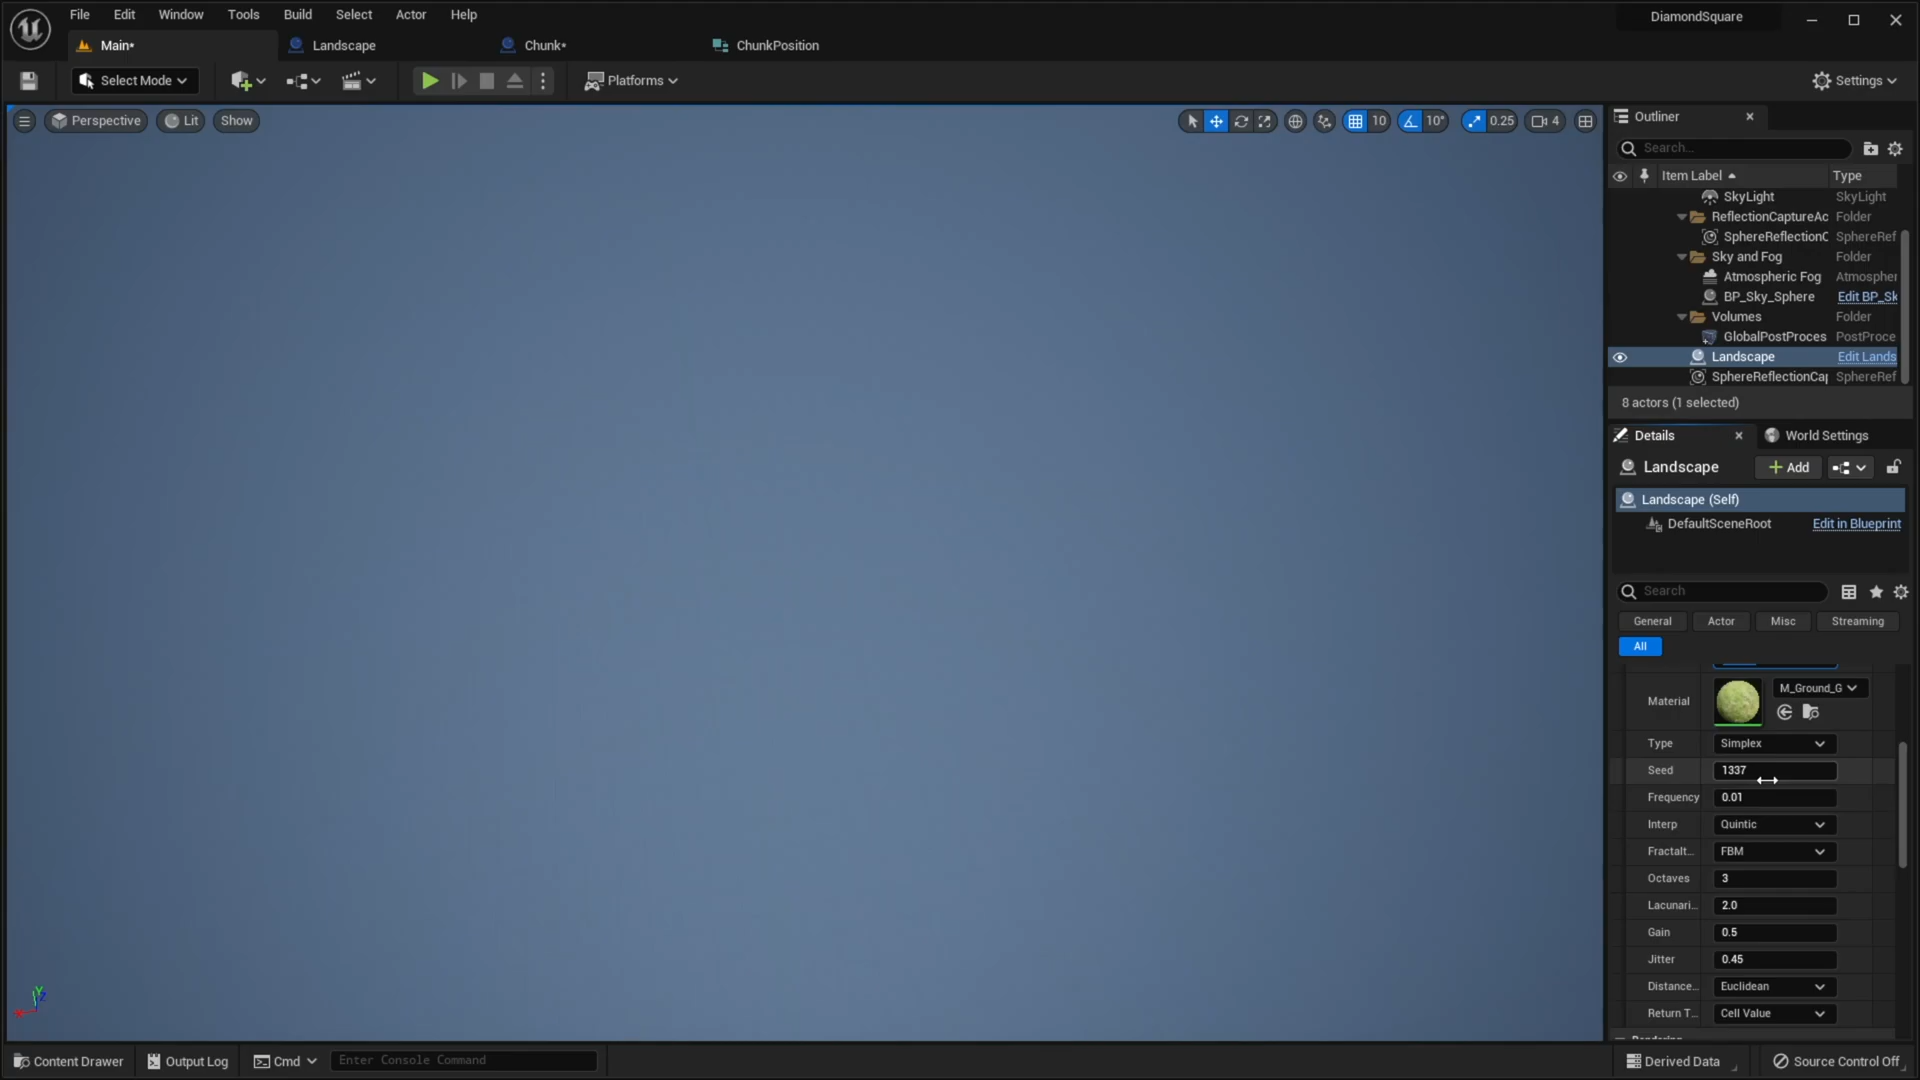 File Edit Window Tools Build Select Actor Help
DiamondSquare
Main*
Landscape
Chunk*
ChunkPosition
Select Mode
Platforms
Settings
Perspective
Lit
Show
10
10°
0.25
4
Outliner
Search...
Item Label
Type
SkyLight SkyLight
ReflectionCaptureAc Folder
SphereReflectionC SphereRef
Sky and Fog Folder
Atmospheric Fog Atmospher
BP_Sky_Sphere Edit BP_Sk
Volumes Folder
GlobalPostProces PostProce
Landscape Edit Lands
SphereReflectionCap SphereRef
8 actors (1 selected)
Details
World Settings
Landscape
Add
Landscape (Self)
DefaultSceneRoot Edit in Blueprint
Search
General Actor Misc Streaming
All
Material M_Ground_G
Type Simplex
Seed 1337
Frequency 0.01
Interp Quintic
Fractalt... FBM
Octaves 3
Lacunari... 2.0
Gain 0.5
Jitter 0.45
Distance... Euclidean
Return T... Cell Value
Content Drawer
Output Log
Cmd
Enter Console Command
Derived Data
Source Control Off